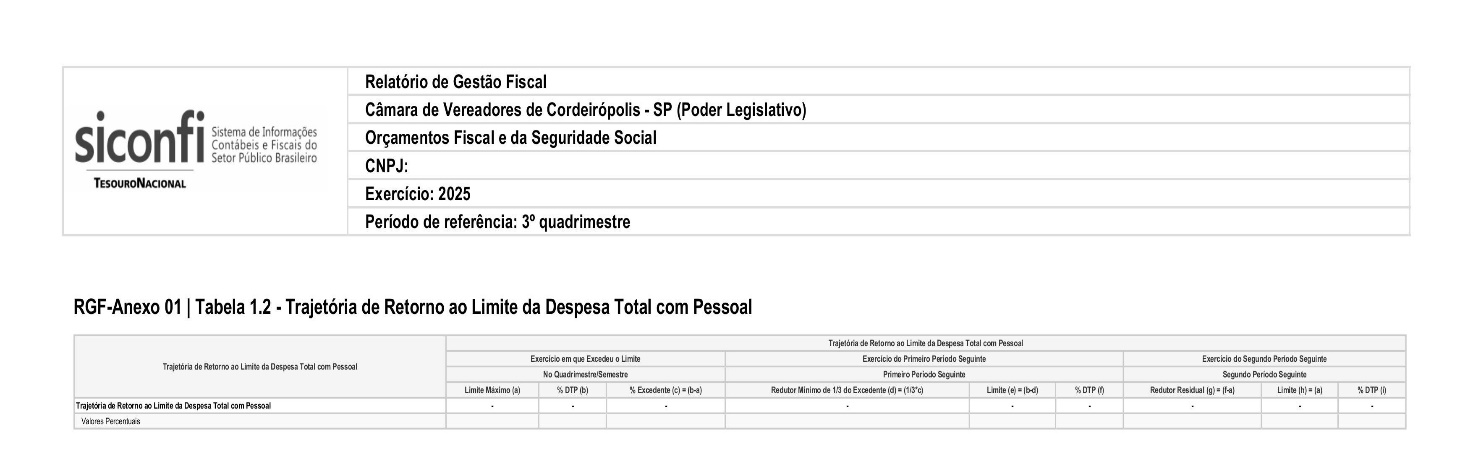 siconfi
Sistema de Informações
Contábeis e Fiscais do
Setor Público Brasileiro
TESOURONACIONAL
Relatório de Gestão Fiscal
Câmara de Vereadores de Cordeirópolis - SP (Poder Legislativo)
Orçamentos Fiscal e da Seguridade Social
CNPJ:
Exercício: 2025
Período de referência: 3º quadrimestre
RGF-Anexo 01 | Tabela 1.2 - Trajetória de Retorno ao Limite da Despesa Total com Pessoal
Trajetória de Retorno ao Limite da Despesa Total com Pessoal
Trajetória de Retorno ao Limite da Despesa Total com Pessoal
Exercício em que Excedeu o Limite Exercício do Primeiro Período Seguinte Exercício do Segundo Período Seguinte
No Quadrimestre/Semestre Primeiro Período Seguinte Segundo Período Seguinte
Limite Máximo (a) % DTP (b) % Excedente (c) = (b-a) Redutor Mínimo de 1/3 do Excedente (d) = (1/3*c) Limite (e) = (b-d) % DTP (f) Redutor Residual (g) = (f-a) Limite (h) = (a) % DTP (i)
Trajetória de Retorno ao Limite da Despesa Total com Pessoal - - - - - - - - -
Valores Percentuais